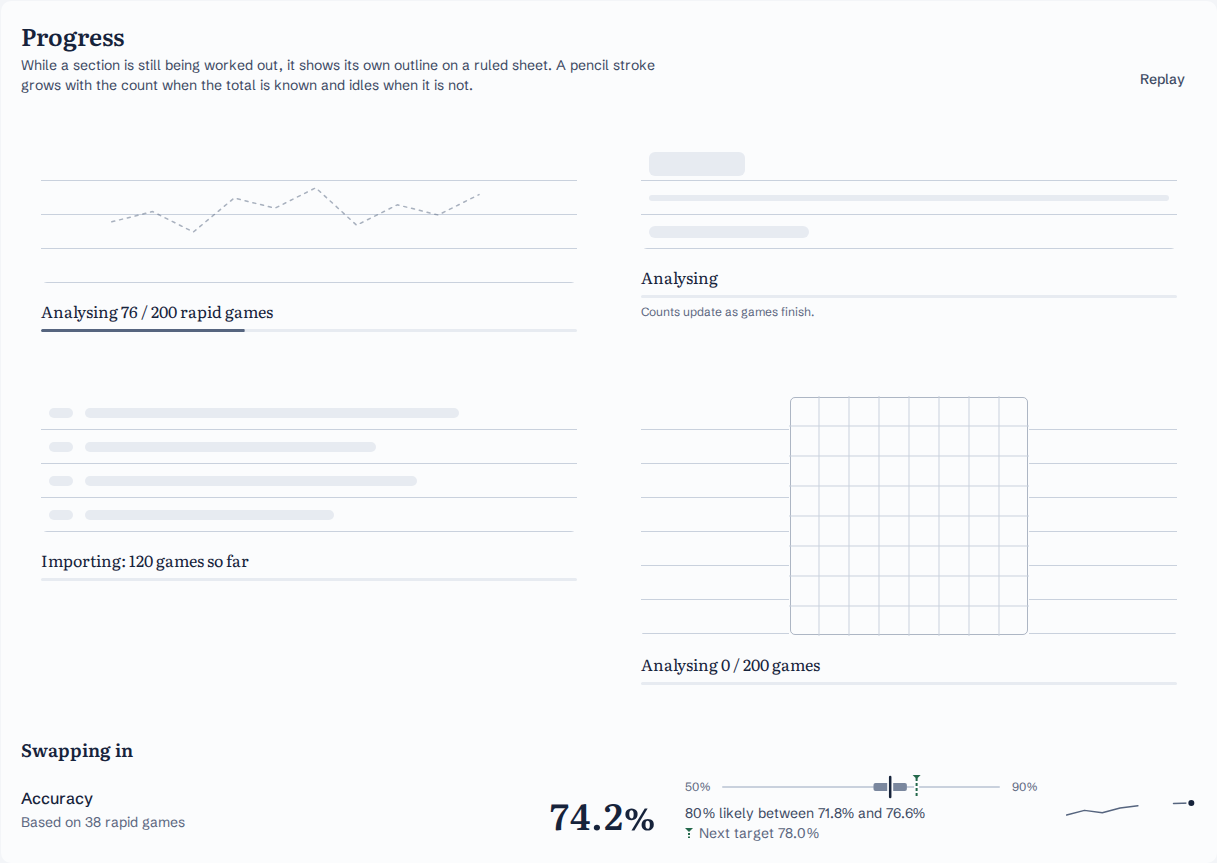 Progress
While a section is still being worked out, it shows its own outline on a ruled sheet. A pencil stroke
grows with the count when the total is known and idles when it is not.
Replay
Analysing 76 / 200 rapid games
Analysing
Counts update as games finish.
Importing: 120 games so far
Analysing 0 / 200 games
Swapping in
Accuracy
Based on 38 rapid games
74.2%
50%
90%
80% likely between 71.8% and 76.6%
Next target 78.0%